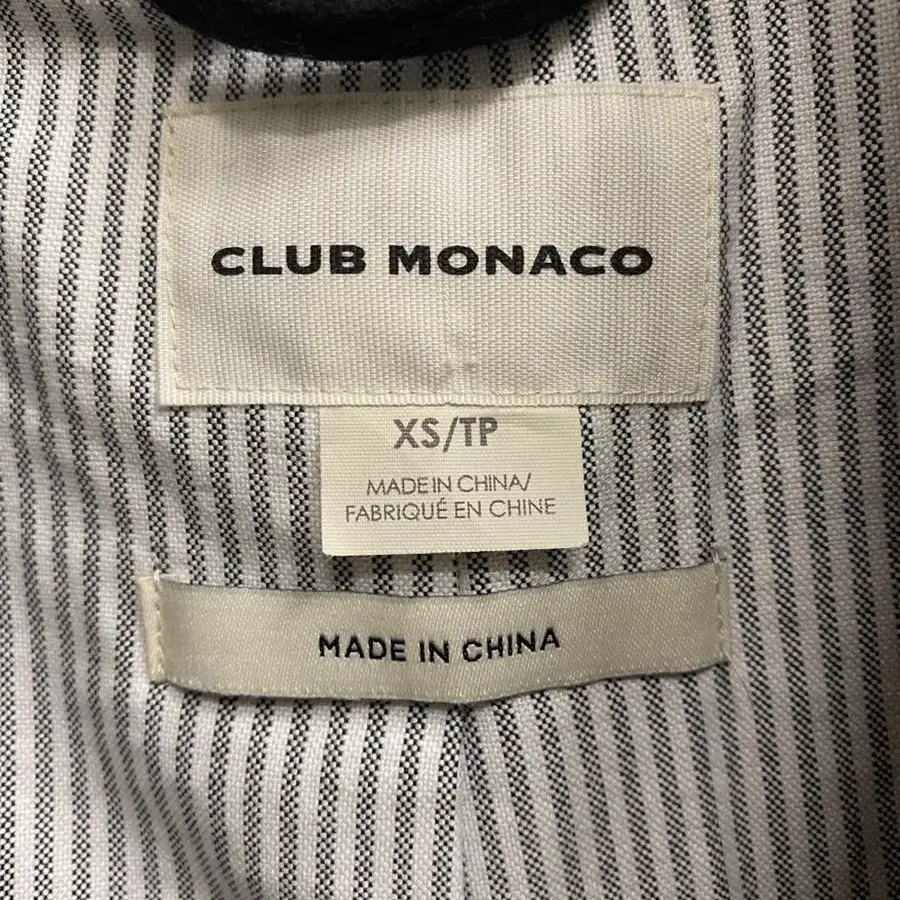 CLUB MONACO
XS/TP
MADE IN CHINA/
FABRIQUÉ EN CHINE
MADE IN CHINA